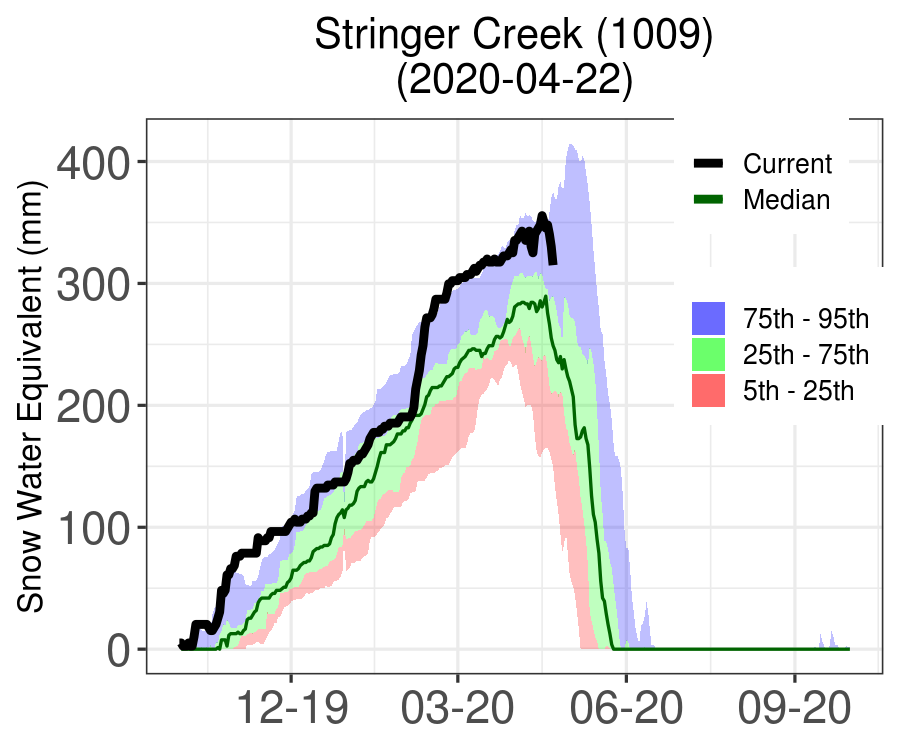 Stringer Creek (1009)
(2020-04-22)
Snow Water Equivalent (mm)
400
300
200
100
0
12-19
03-20
06-20
09-20
Current
Median
75th - 95th
25th - 75th
5th - 25th